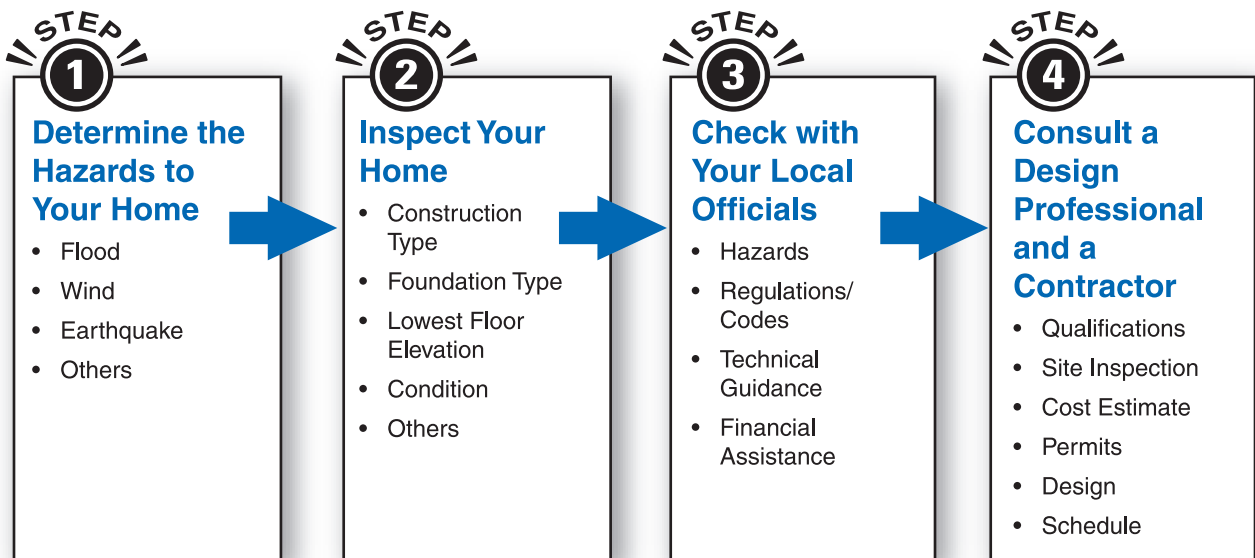 STEP
1
Determine the
Hazards to
Your Home
• Flood
• Wind
• Earthquake
• Others
STEP
2
Inspect Your
Home
• Construction
Type
• Foundation Type
• Lowest Floor
Elevation
• Condition
• Others
STEP
3
Check with
Your Local
Officials
• Hazards
• Regulations/
Codes
• Technical
Guidance
• Financial
Assistance
STEP
4
Consult a
Design
Professional
and a
Contractor
• Qualifications
• Site Inspection
• Cost Estimate
• Permits
• Design
• Schedule